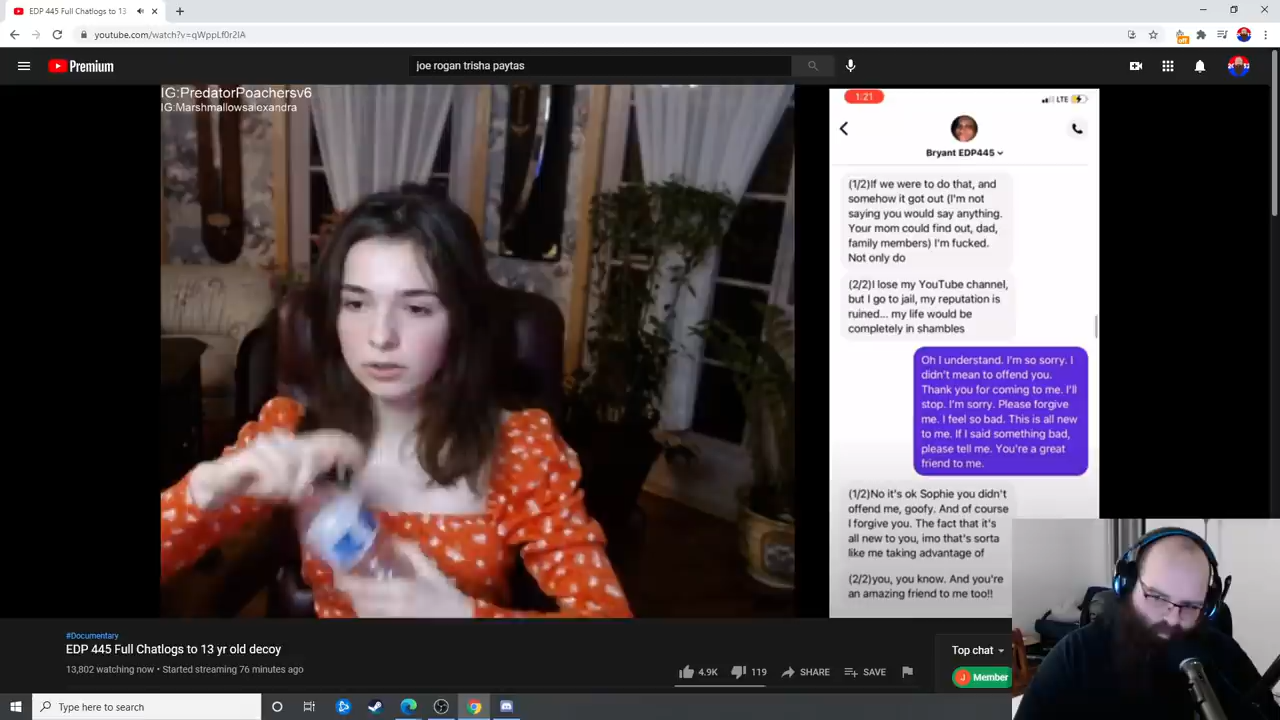 EDP 445 Full Chatlogs to 13
youtube.com/watch?v=qWppLf0r2lA
off
Premium
joe rogan trisha paytas
IG:PredatorPoachersv6
IG:Marshmallowsalexandra
1:21
LTE
Bryant EDP445
(1/2)If we were to do that, and
somehow it got out (I'm not
saying you would say anything.
Your mom could find out, dad,
family members) I'm fucked.
Not only do
(2/2)I lose my YouTube channel,
but I go to jail, my reputation is
ruined... my life would be
completely in shambles
Oh I understand. I'm so sorry. I
didn't mean to offend you.
Thank you for coming to me. I'll
stop. I'm sorry. Please forgive
me. I feel so bad. This is all new
to me. If I said something bad,
please tell me. You're a great
friend to me.
(1/2)No it's ok Sophie you didn't
offend me, goofy. And of course
I forgive you. The fact that it's
all new to you, imo that's sorta
like me taking advantage of
(2/2)you, you know. And you're
an amazing friend to me too!!
#Documentary
EDP 445 Full Chatlogs to 13 yr old decoy
13,802 watching now • Started streaming 76 minutes ago
4.9K
119
SHARE
SAVE
Top chat
J Member
Type here to search